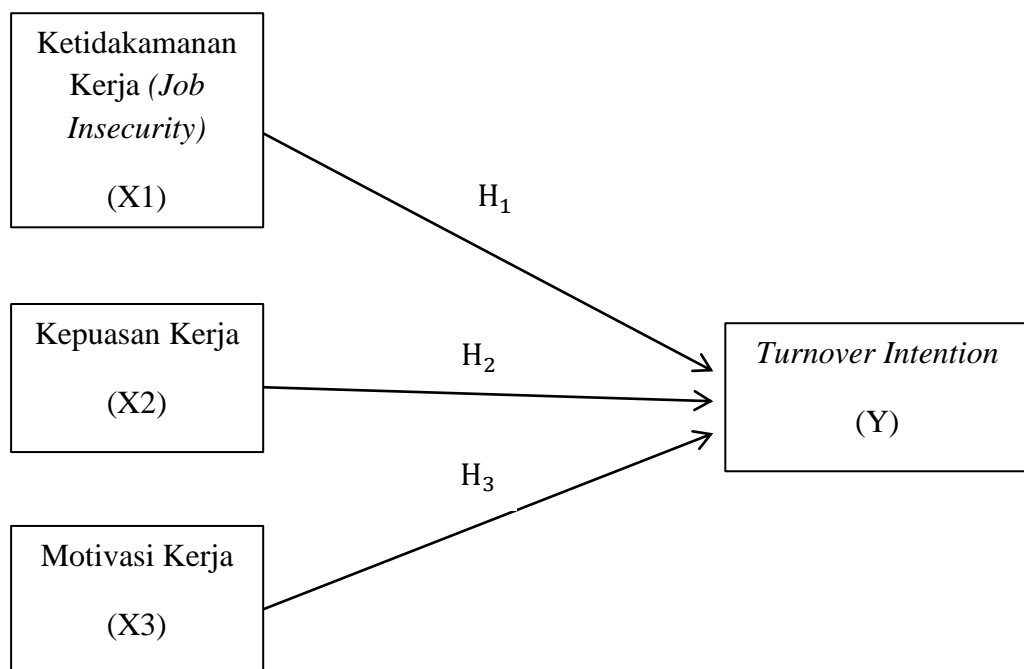 Ketidakamanan
Kerja (Job
Insecurity)
(X1)
H₁
Kepuasan Kerja
(X2)
H₂
Turnover Intention
(Y)
H₃
Motivasi Kerja
(X3)